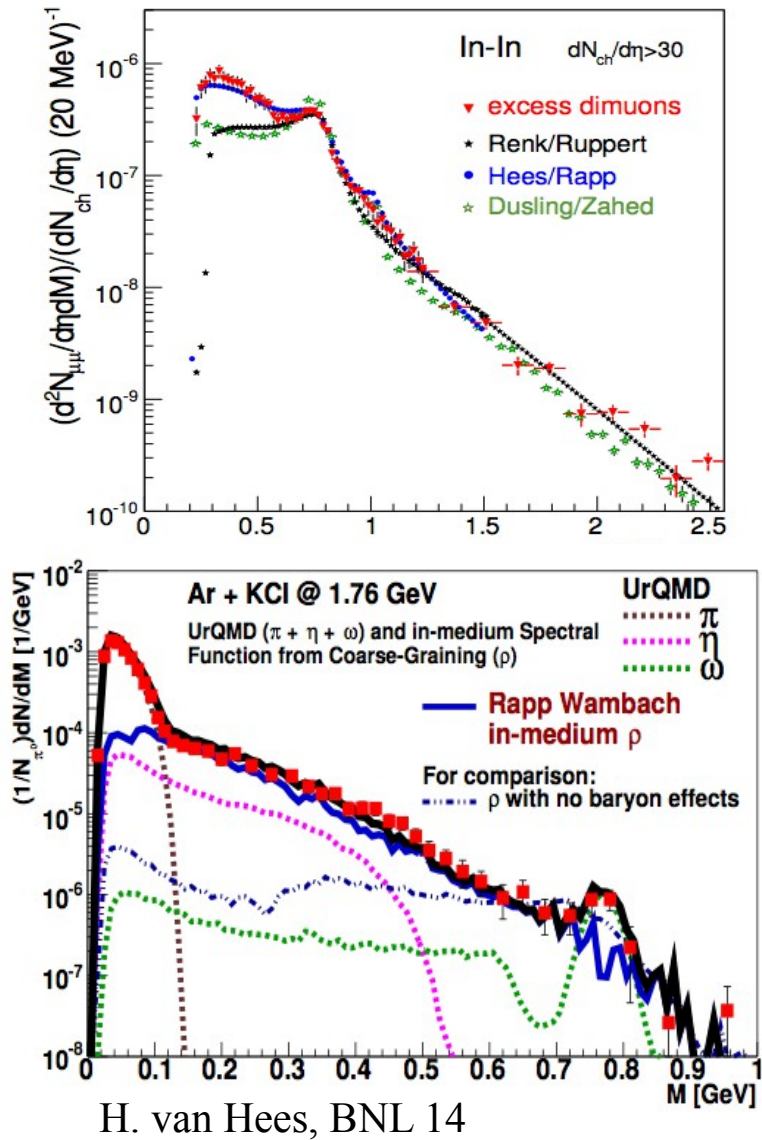 (d²N_μμ/dηdM)/(dN_ch/dη) (20 MeV)⁻¹
10⁻⁶
10⁻⁷
10⁻⁸
10⁻⁹
10⁻¹⁰
In-In dN_ch/dη>30
excess dimuons
Renk/Ruppert
Hees/Rapp
Dusling/Zahed
0 0.5 1 1.5 2 2.5
(1/N_π⁰)dN/dM [1/GeV]
10⁻²
10⁻³
10⁻⁴
10⁻⁵
10⁻⁶
10⁻⁷
10⁻⁸
Ar + KCl @ 1.76 GeV
UrQMD (π + η + ω) and in-medium Spectral
Function from Coarse-Graining (ρ)
UrQMD
π
η
ω
Rapp Wambach
in-medium ρ
For comparison:
ρ with no baryon effects
0 0.1 0.2 0.3 0.4 0.5 0.6 0.7 0.8 0.9 1
M [GeV]
H. van Hees, BNL 14